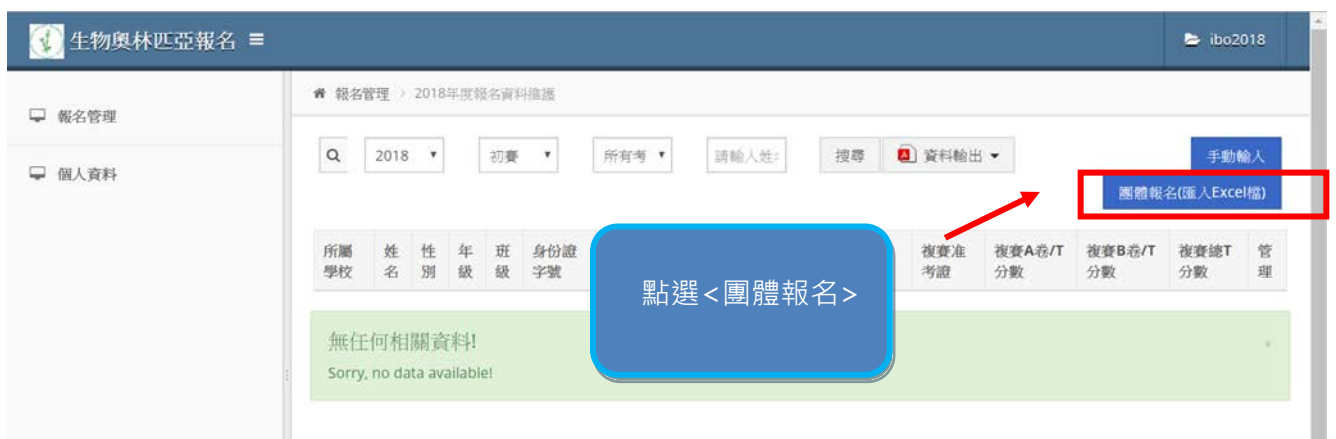 生物奧林匹亞報名
ibo2018
報名管理
個人資料
報名管理 > 2018年度報名資料維護
2018 初賽 所有考 請輸入姓名 搜尋 資料輸出 手動輸入
團體報名(匯入Excel檔)
所屬學校 姓名 性別 年級 班級 身份證字號 複賽准考證 複賽A卷/T分數 複賽B卷/T分數 複賽總T分數 管理
點選<團體報名>
無任何相關資料!
Sorry, no data available!